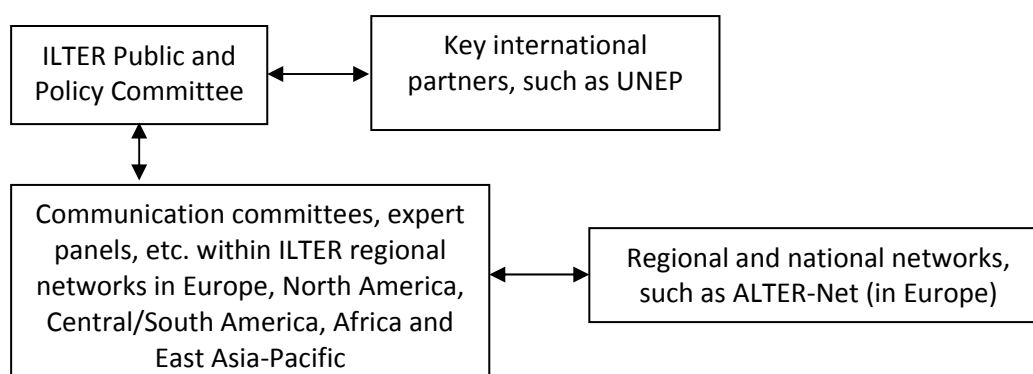 ILTER Public and
Policy Committee
Key international
partners, such as UNEP
Communication committees, expert
panels, etc. within ILTER regional
networks in Europe, North America,
Central/South America, Africa and
East Asia-Pacific
Regional and national networks,
such as ALTER-Net (in Europe)